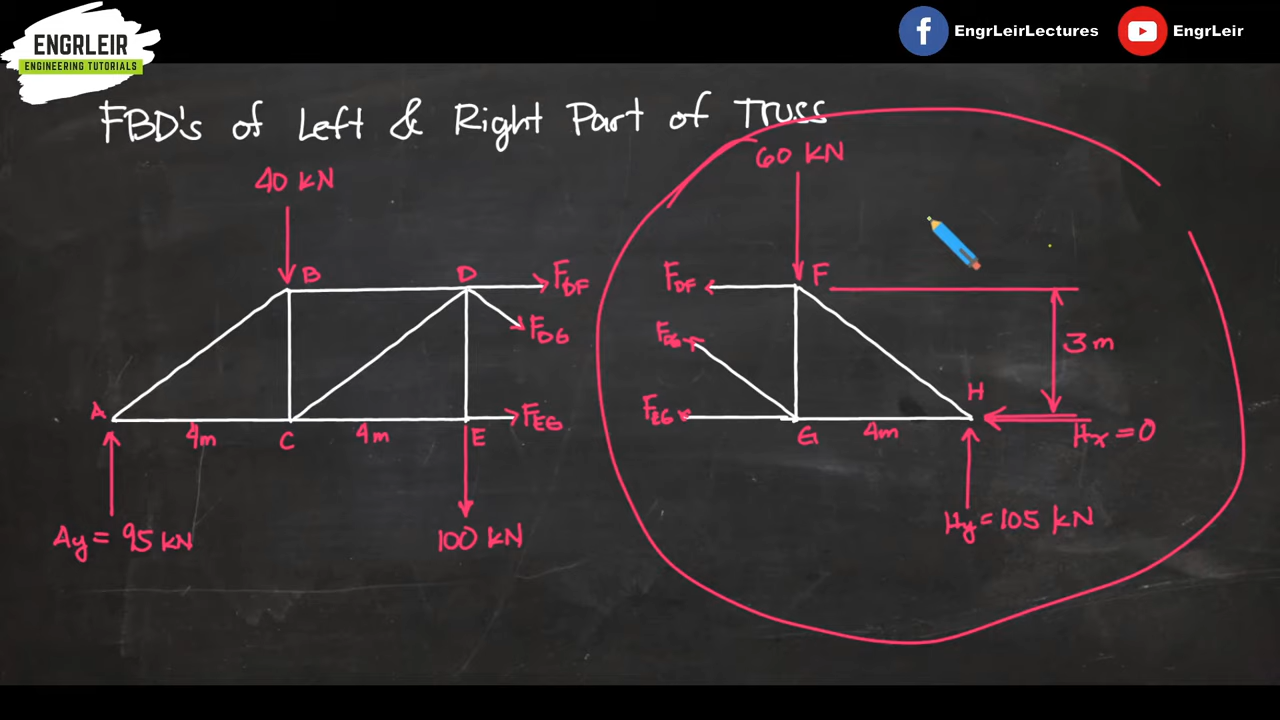 ENGRLEIR
ENGINEERING TUTORIALS
EngrLeirLectures
EngrLeir
FBD's of Left & Right Part of Truss
40 kN
60 kN
B
D
F_DF
F_DF
F
F_DG
F_DG
3m
A
4m
C
4m
E
F_EG
F_EG
G
4m
H
Hx = 0
Ay = 95 kN
100 kN
Hy = 105 kN